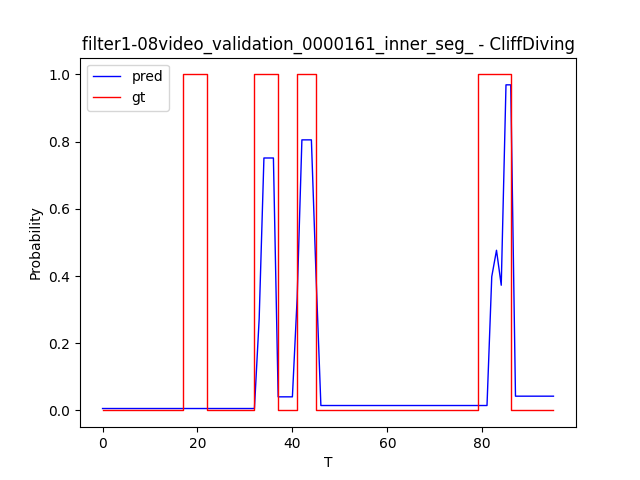 filter1-08video_validation_0000161_inner_seg_ - CliffDiving
pred
gt
1.0
0.8
0.6
0.4
0.2
0.0
Probability
0 20 40 60 80
T